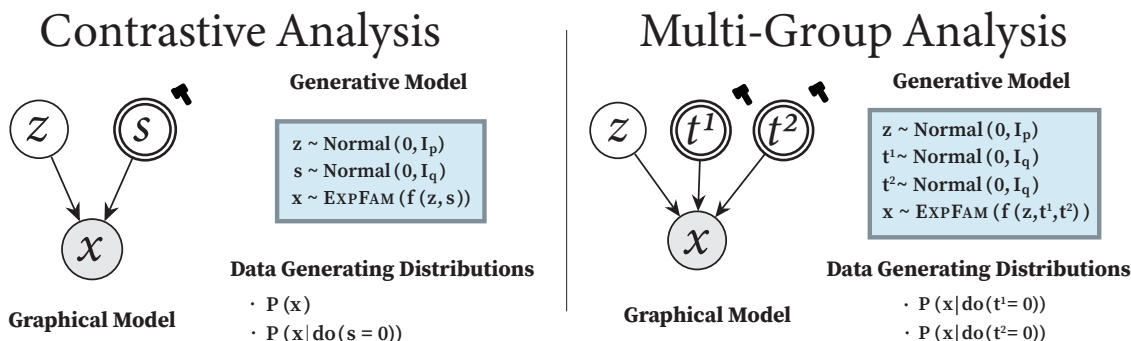 Contrastive Analysis
Generative Model
z
s
z ~ Normal (0, Iₚ)
s ~ Normal (0, I_q)
x ~ EXPFAM (f (z, s))
x
Data Generating Distributions
· P (x)
· P (x | do (s = 0))
Graphical Model
Multi-Group Analysis
Generative Model
z
t¹
t²
z ~ Normal (0, Iₚ)
t¹~ Normal (0, I_q)
t²~ Normal (0, I_q)
x ~ EXPFAM (f (z,t¹,t²) )
x
Data Generating Distributions
· P (x | do (t¹= 0))
· P (x | do (t²= 0))
Graphical Model